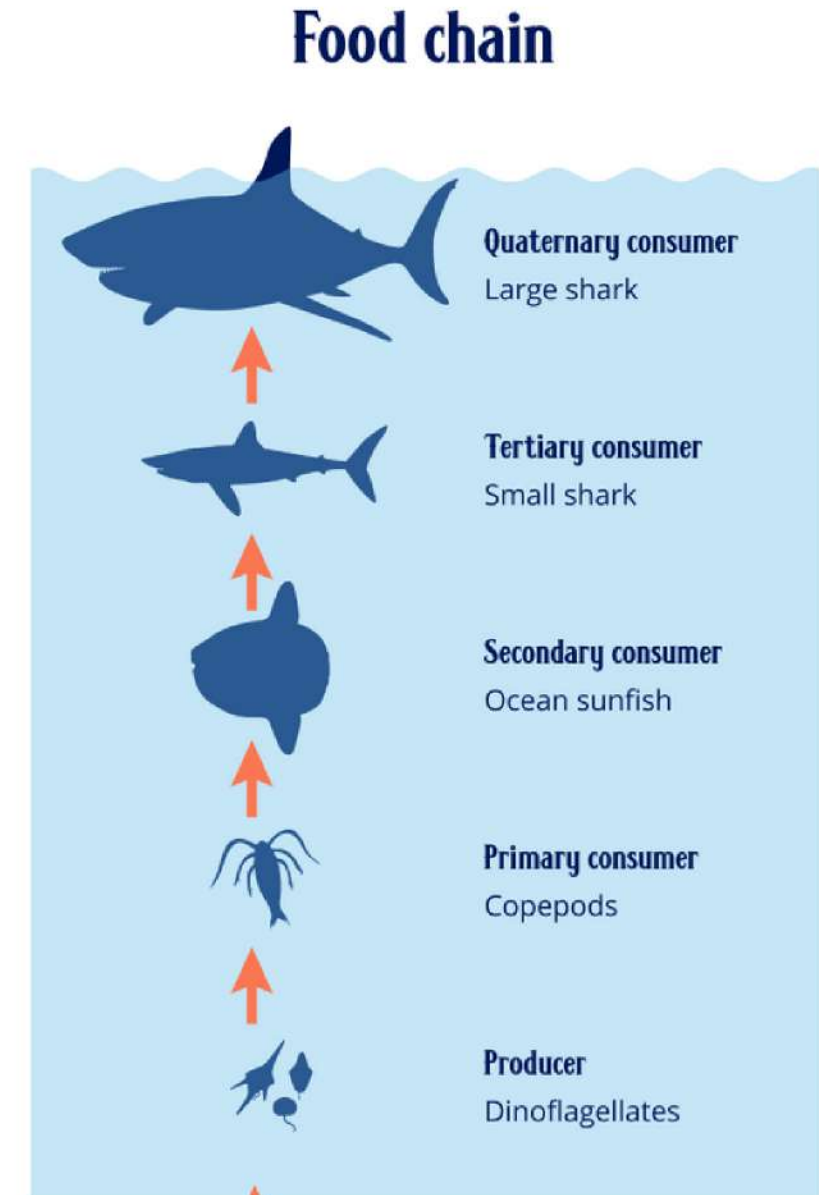 Food chain
Quaternary consumer
Large shark
Tertiary consumer
Small shark
Secondary consumer
Ocean sunfish
Primary consumer
Copepods
Producer
Dinoflagellates